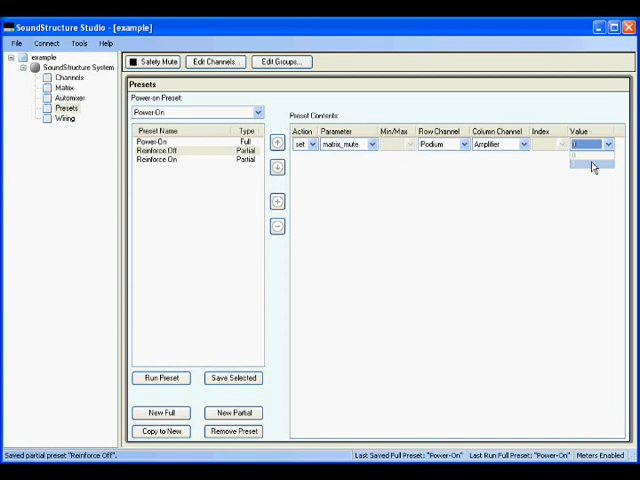 SoundStructure Studio - [example]
File Connect Tools Help
example
SoundStructure System
Channels
Matrix
Automixer
Presets
Wiring
Safety Mute Edit Channels... Edit Groups...
Presets
Power-on Preset:
Power-On
Preset Name Type
Power-On Full
Reinforce Off Partial
Reinforce On Partial
Run Preset Save Selected
New Full New Partial
Copy to New Remove Preset
Preset Contents:
Action Parameter Min/Max Row Channel Column Channel Index Value
set matrix_mute Podium Amplifier 1
0
1
Saved partial preset "Reinforce Off".
Last Saved Full Preset: "Power-On" Last Run Full Preset: "Power-On" Meters Enabled